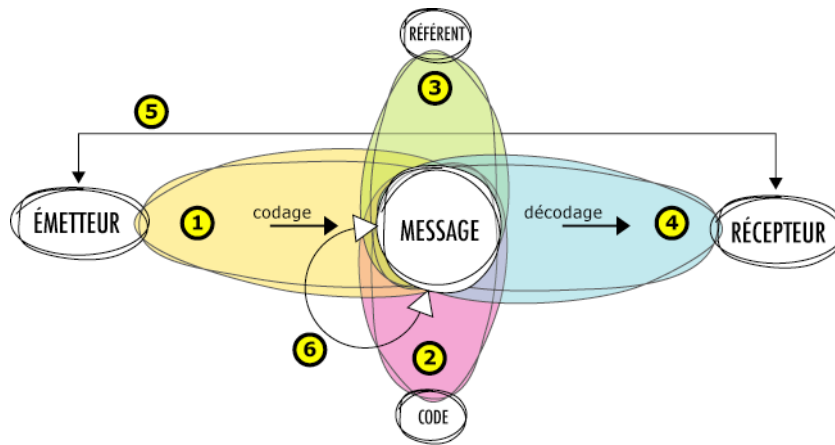 RÉFÉRENT
3
5
ÉMETTEUR
1
codage
MESSAGE
décodage
4
RÉCEPTEUR
6
2
CODE